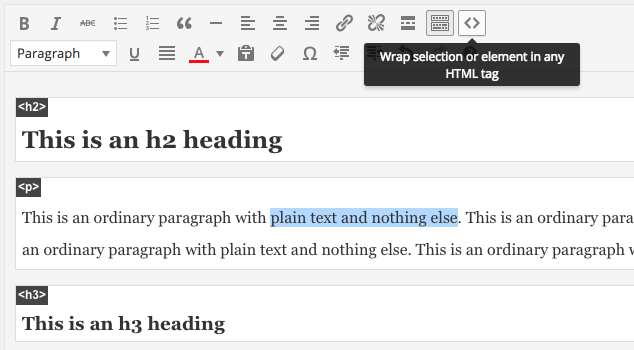 B I ABC
Paragraph U A Ω
Wrap selection or element in any
HTML tag
<h2>
This is an h2 heading
<p>
This is an ordinary paragraph with plain text and nothing else. This is an ordinary para
an ordinary paragraph with plain text and nothing else. This is an ordinary paragraph w
<h3>
This is an h3 heading